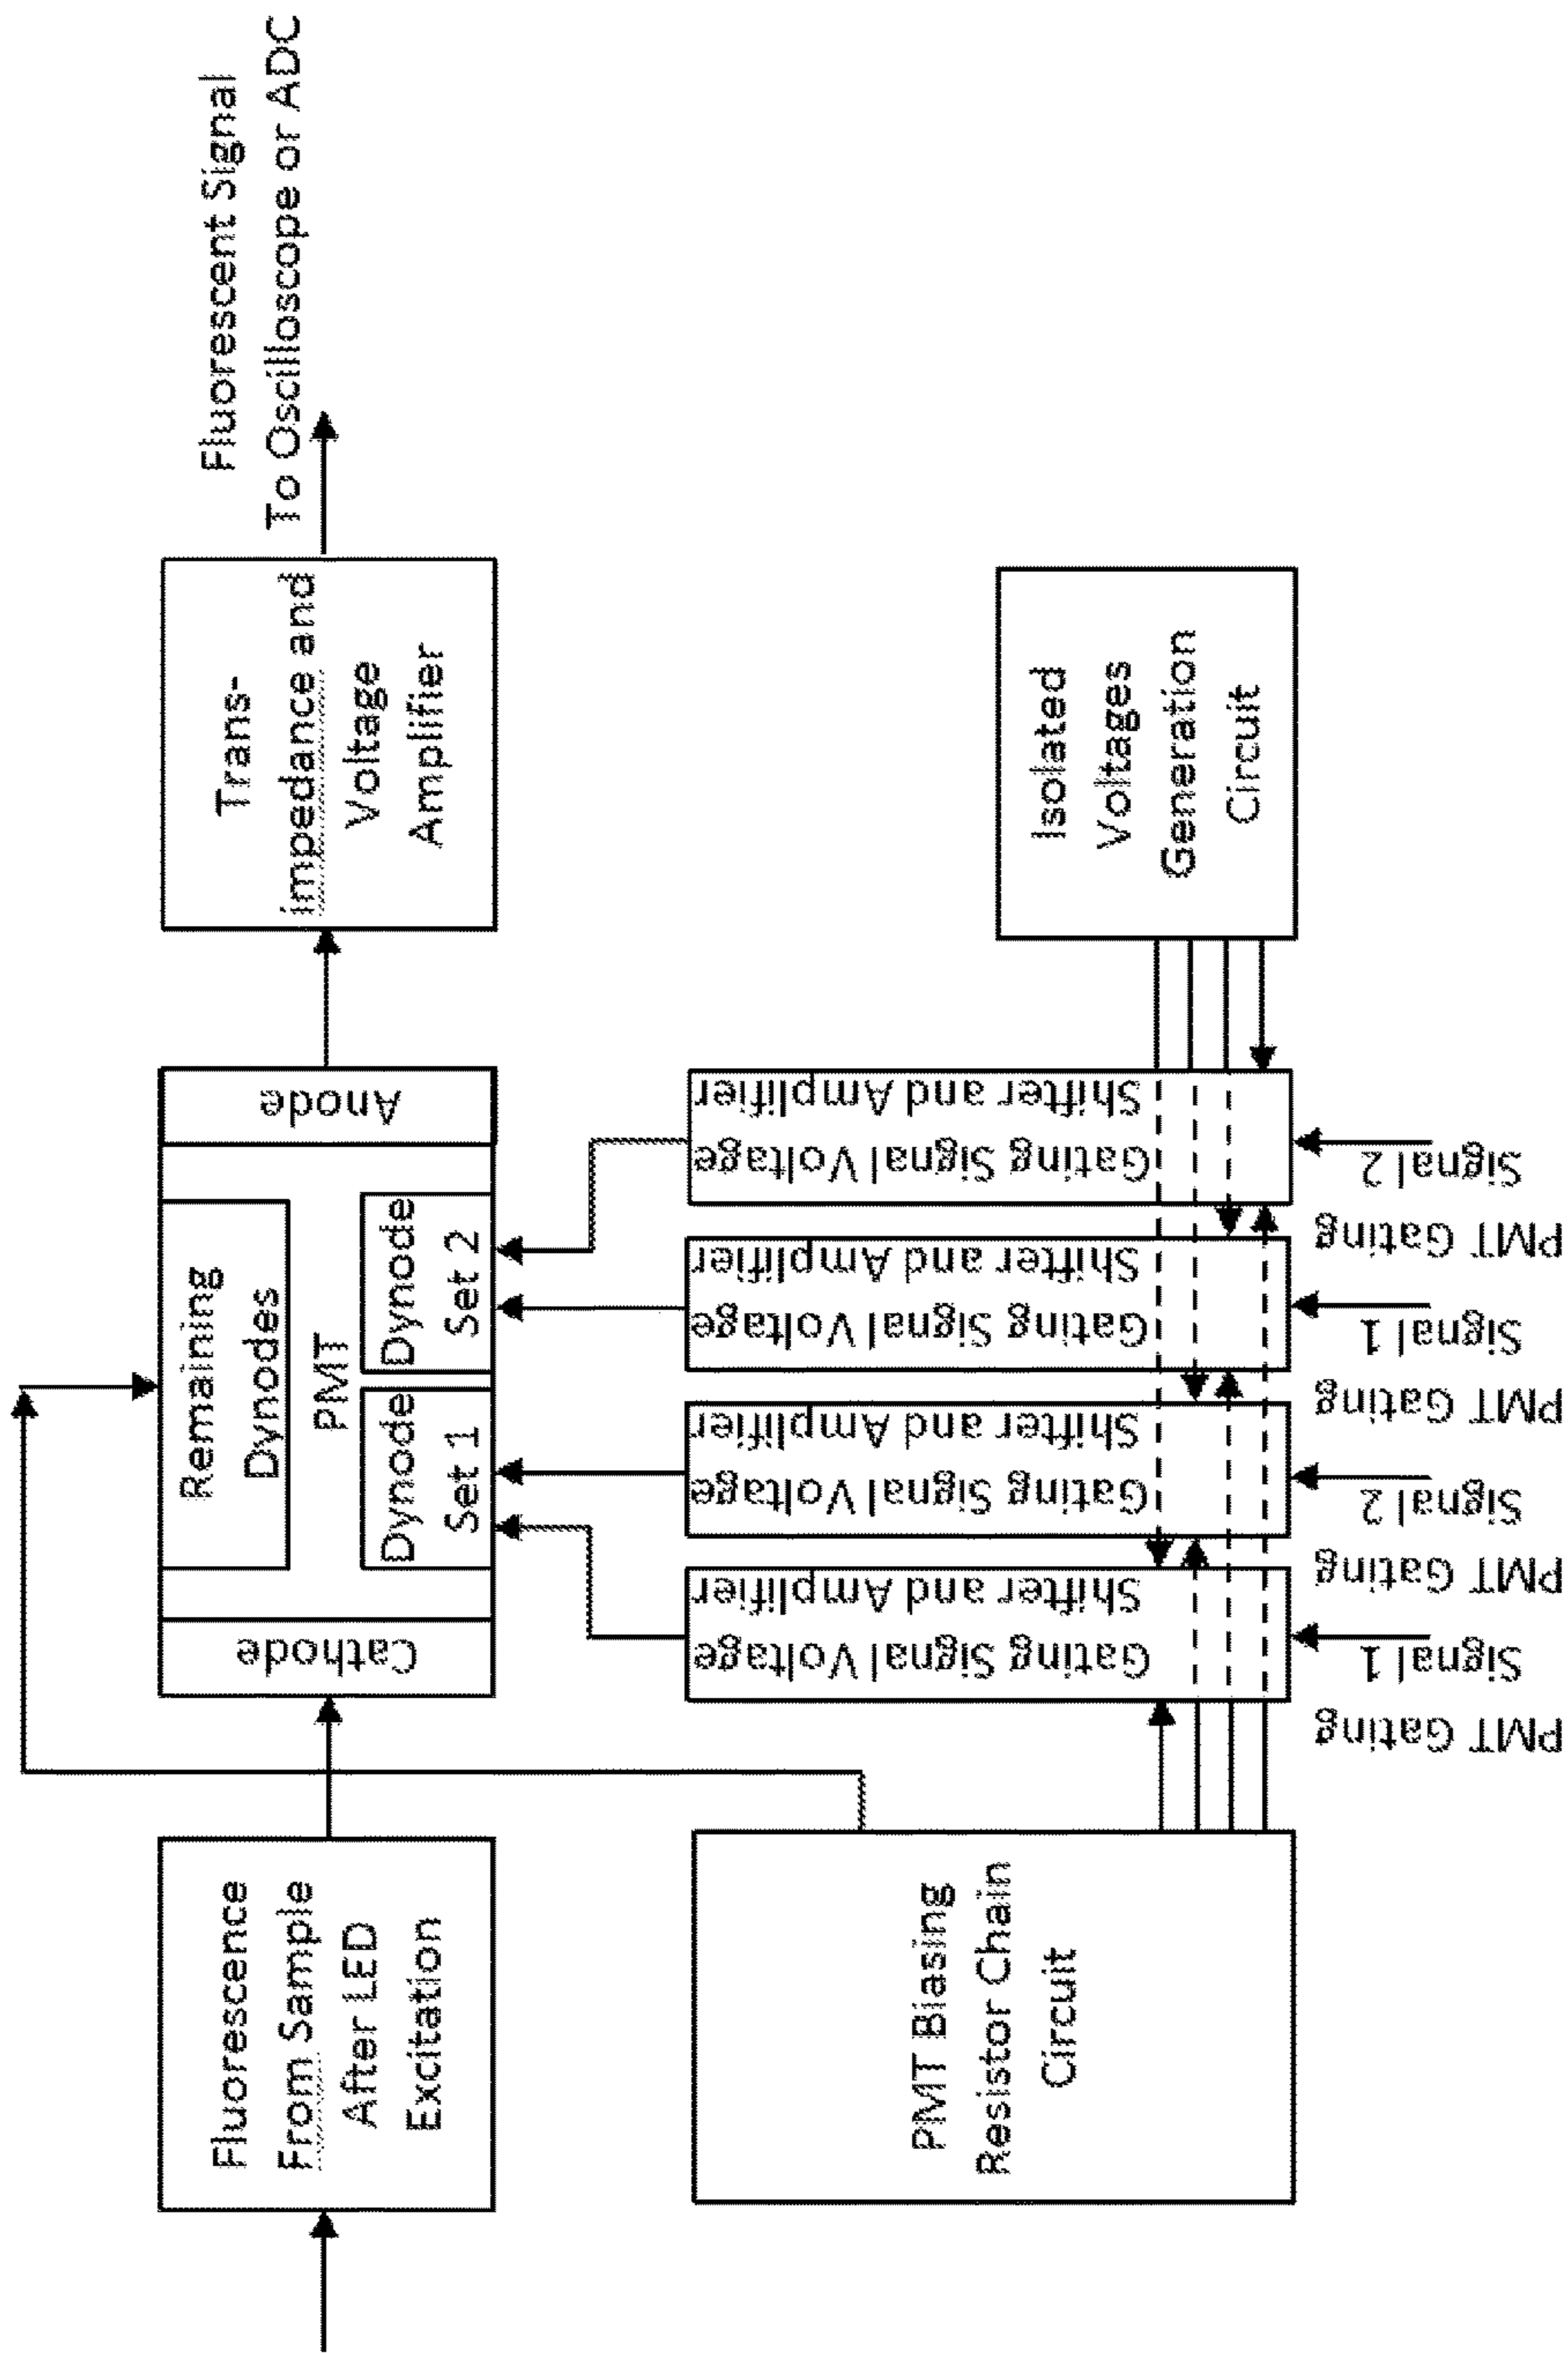 Fluorescence
From Sample
After LED
Excitation
Cathode
Remaining
Dynodes
PMT
Dynode
Set 1
Dynode
Set 2
Anode
Trans-
impedance and
Voltage
Amplifier
Fluorescent Signal
To Oscilloscope or ADC
PMT Biasing
Resistor Chain
Circuit
Gating Signal Voltage
Shifter and Amplifier
Gating Signal Voltage
Shifter and Amplifier
Gating Signal Voltage
Shifter and Amplifier
Gating Signal Voltage
Shifter and Amplifier
Isolated
Voltages
Generation
Circuit
PMT Gating
Signal 1
PMT Gating
Signal 2
PMT Gating
Signal 1
PMT Gating
Signal 2